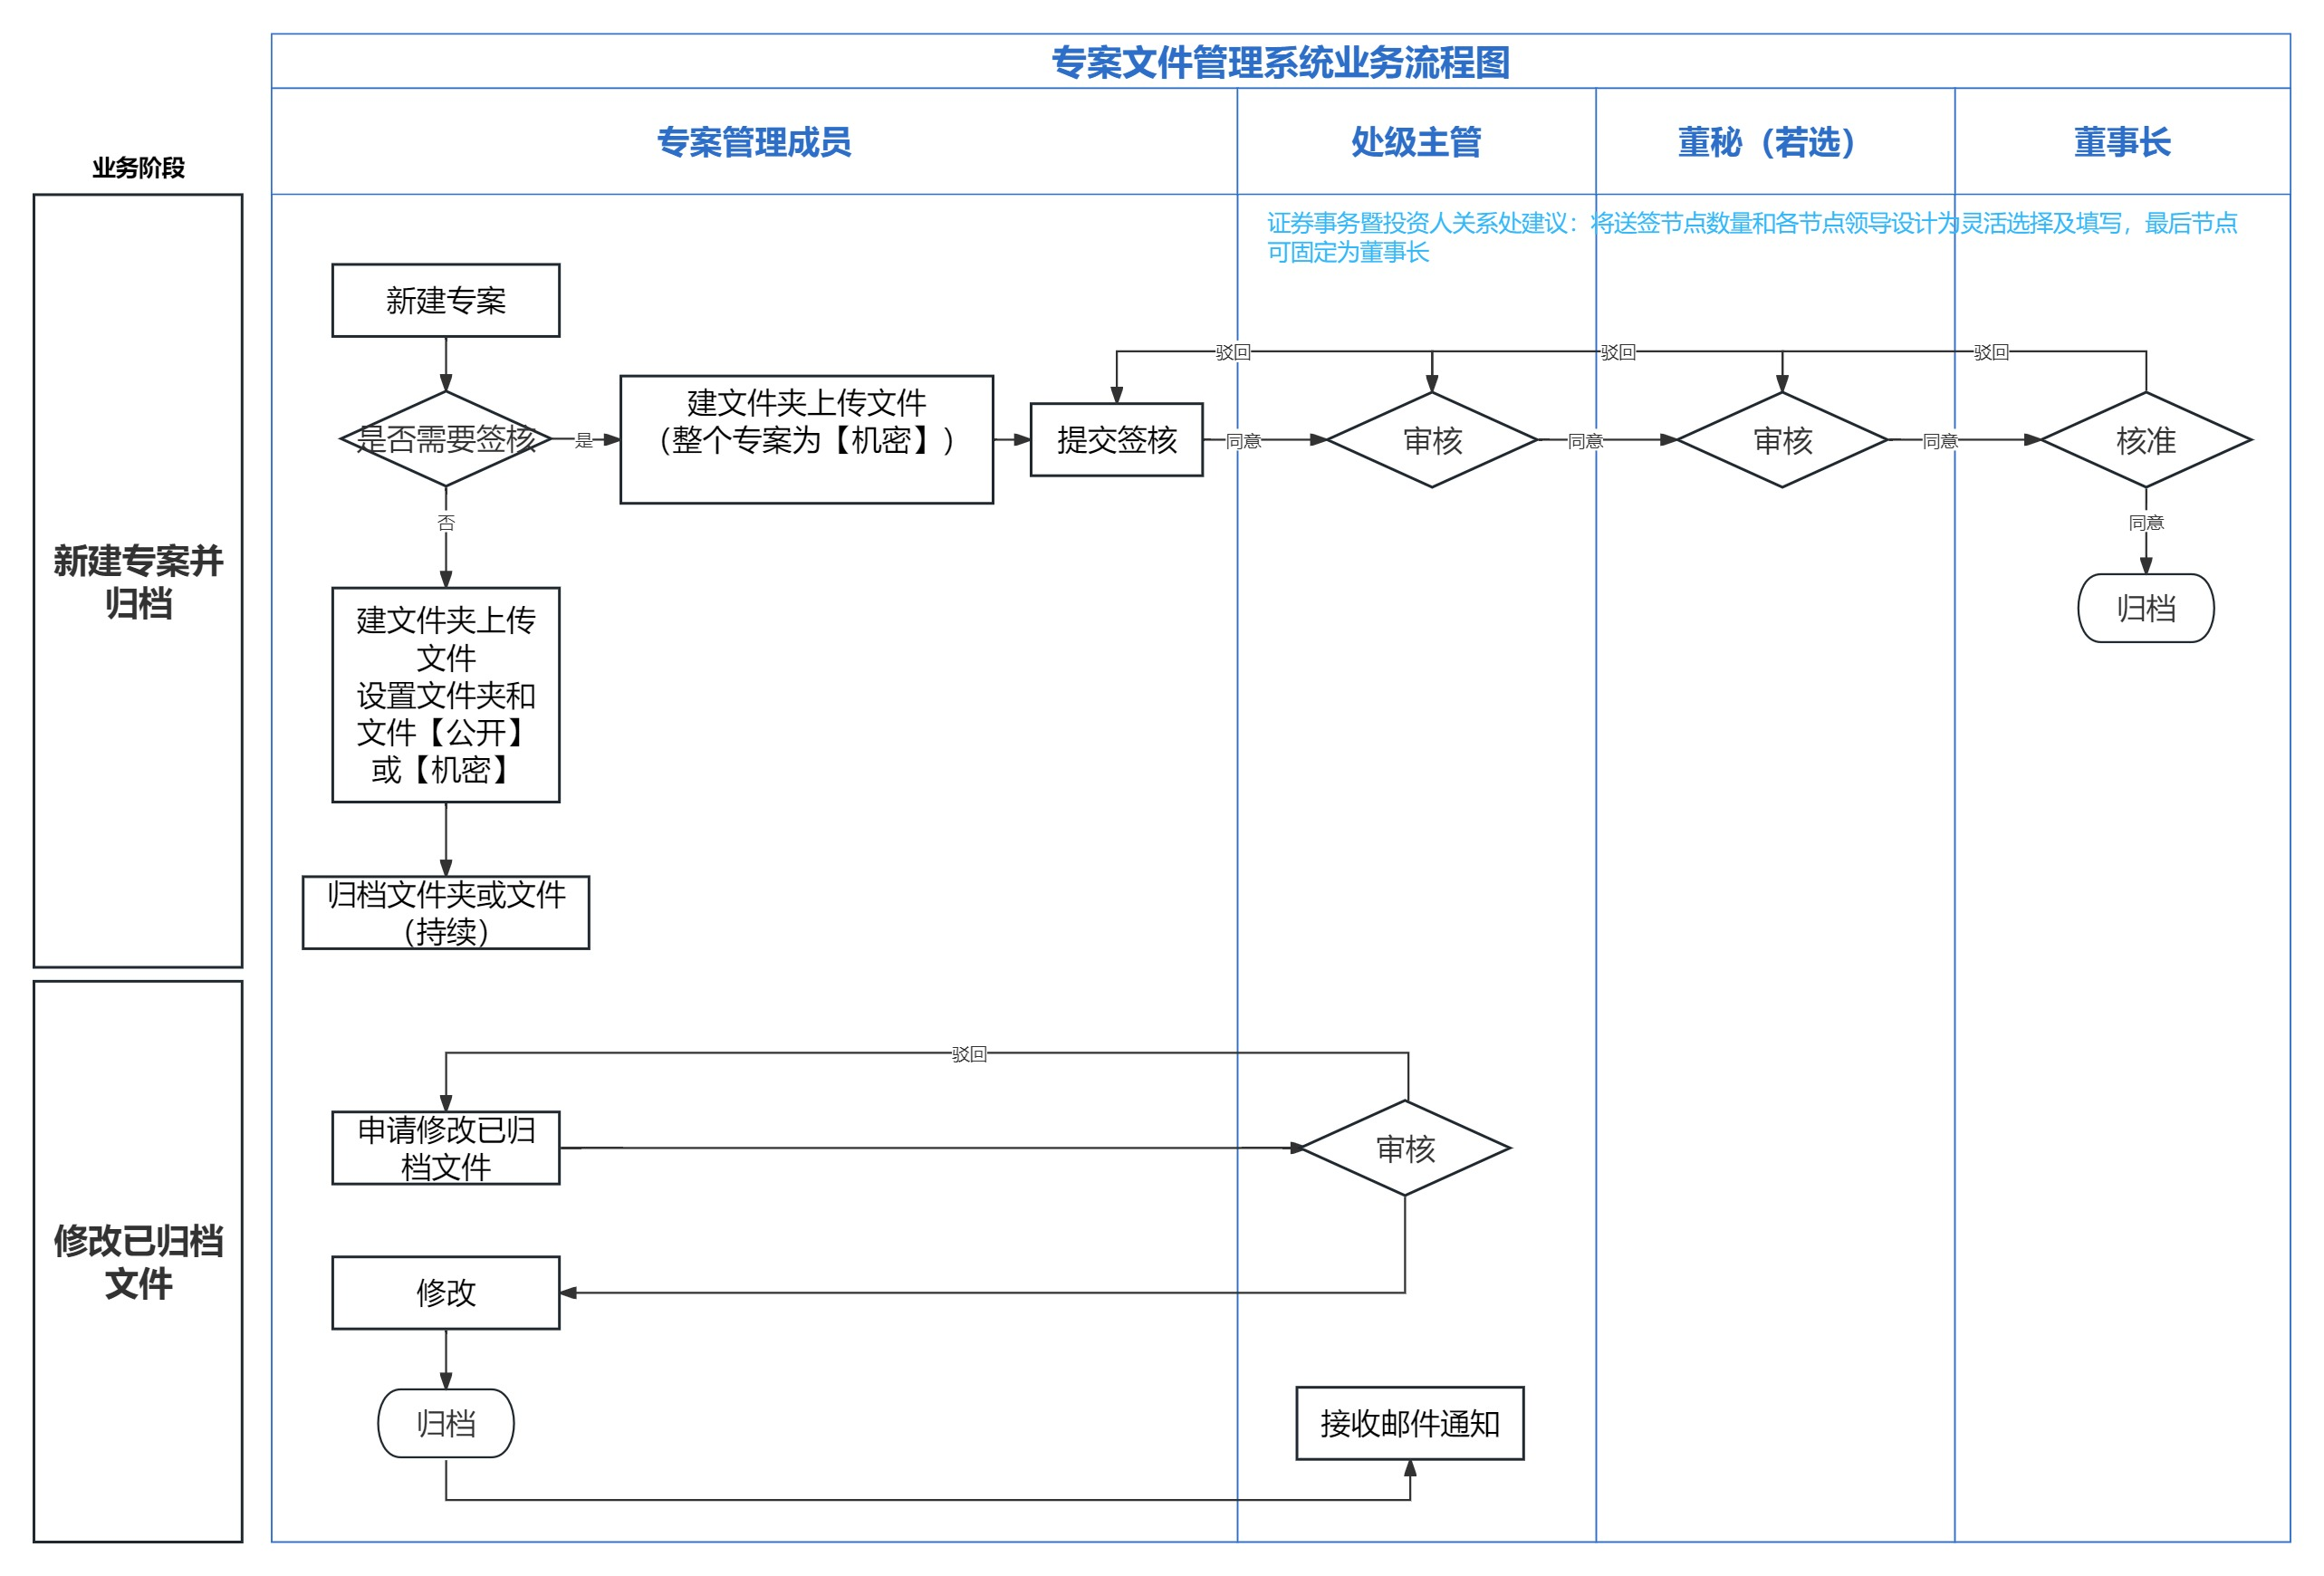 专案文件管理系统业务流程图
业务阶段
专案管理成员
处级主管
董秘（若选）
董事长
证券事务暨投资人关系处建议：将送签节点数量和各节点领导设计为灵活选择及填写，最后节点
可固定为董事长
新建专案并
归档
新建专案
驳回
驳回
驳回
是否需要签核
是
建文件夹上传文件
（整个专案为【机密】）
提交签核
同意
审核
同意
审核
同意
核准
否
同意
归档
建文件夹上传
文件
设置文件夹和
文件【公开】
或【机密】
归档文件夹或文件
（持续）
修改已归档
文件
驳回
申请修改已归
档文件
审核
修改
归档
接收邮件通知